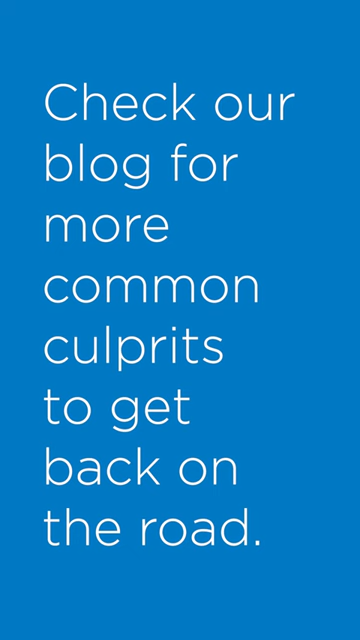 Check our
blog for
more
common
culprits
to get
back on
the road.